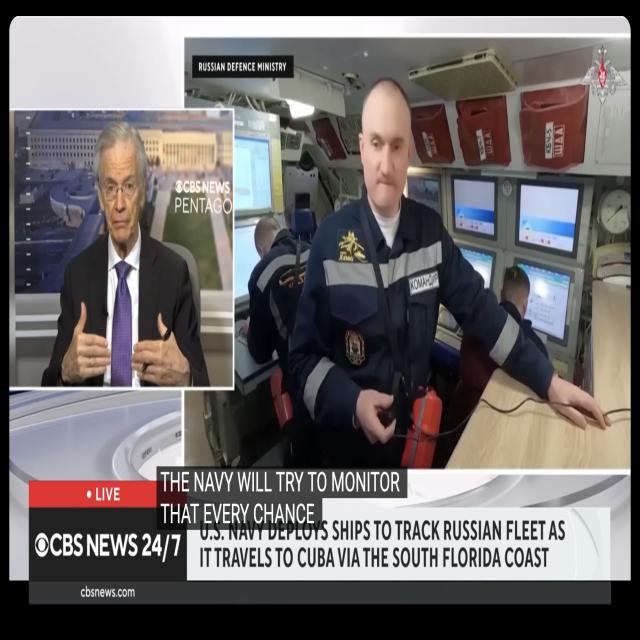 RUSSIAN DEFENCE MINISTRY
CBS NEWS
PENTAGO
КОМАНДИР
LIVE
THE NAVY WILL TRY TO MONITOR
THAT EVERY CHANCE
CBS NEWS 24/7
U.S. NAVY DEPLOYS SHIPS TO TRACK RUSSIAN FLEET AS
IT TRAVELS TO CUBA VIA THE SOUTH FLORIDA COAST
cbsnews.com